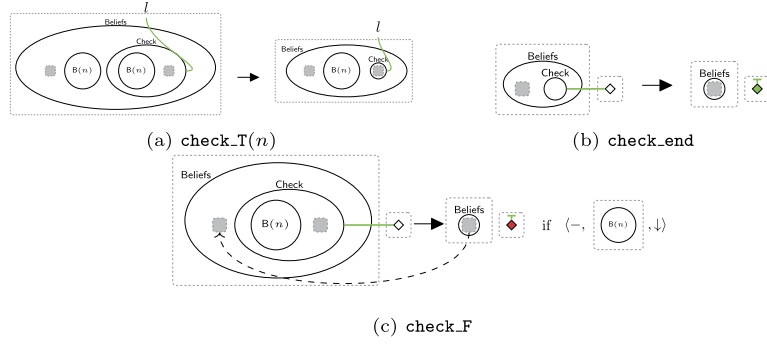 l
Beliefs
Check
B(n)
B(n)
l
Beliefs
Check
B(n)
(a) check_T(n)
Beliefs
Check
Beliefs
(b) check_end
Beliefs
Check
B(n)
Beliefs
if ⟨−, B(n) , ↓⟩
(c) check_F